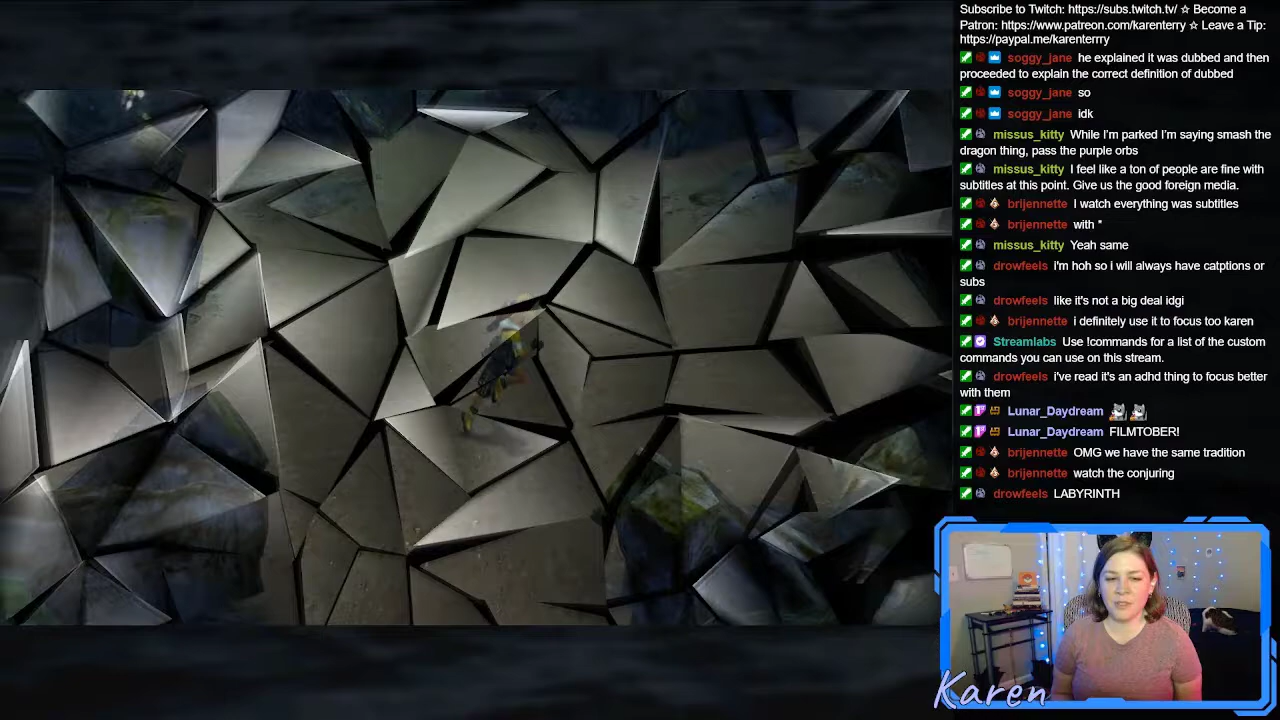 Subscribe to Twitch: https://subs.twitch.tv/ ☆ Become a
Patron: https://www.patreon.com/karenterry ☆ Leave a Tip:
https://paypal.me/karenterrry
soggy_jane he explained it was dubbed and then
proceeded to explain the correct definition of dubbed
soggy_jane so
soggy_jane idk
missus_kitty While I'm parked I'm saying smash the
dragon thing, pass the purple orbs
missus_kitty I feel like a ton of people are fine with
subtitles at this point. Give us the good foreign media.
brijennette I watch everything was subtitles
brijennette with *
missus_kitty Yeah same
drowfeels i'm hoh so i will always have catptions or
subs
drowfeels like it's not a big deal idgi
brijennette i definitely use it to focus too karen
Streamlabs Use !commands for a list of the custom
commands you can use on this stream.
drowfeels i've read it's an adhd thing to focus better
with them
Lunar_Daydream
Lunar_Daydream FILMTOBER!
brijennette OMG we have the same tradition
brijennette watch the conjuring
drowfeels LABYRINTH
Karen